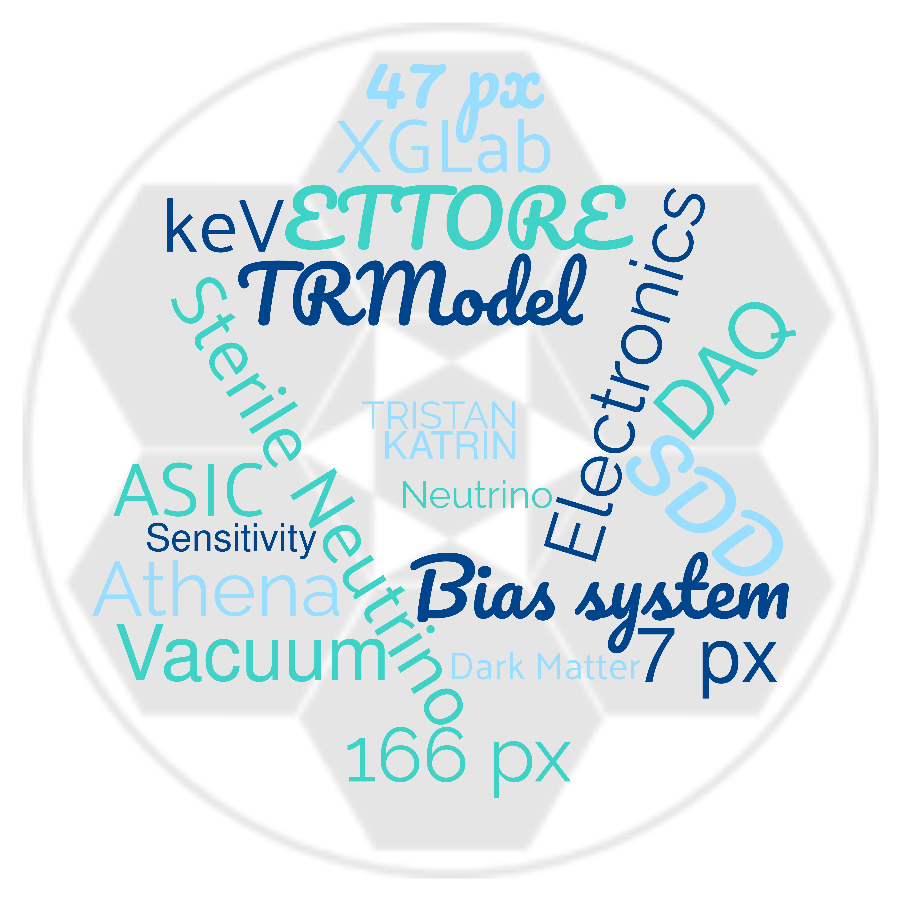 47 px
XGLab
keV
ETTORE
TRModel
Electronics
Sterile Neutrino
DAQ
TRISTAN
KATRIN
SDD
ASIC
Neutrino
Sensitivity
Athena
Bias system
Vacuum
Dark Matter
7 px
166 px